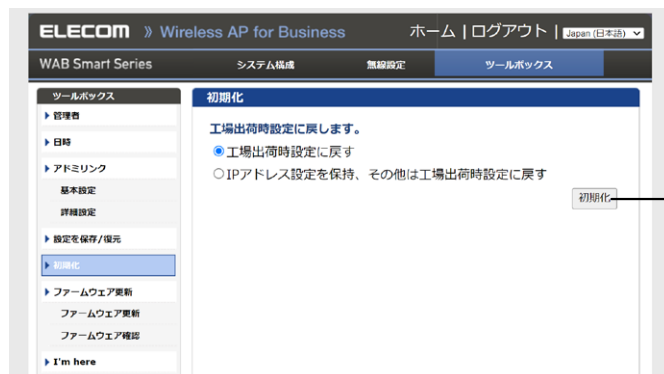 ELECOM » Wireless AP for Business ホーム | ログアウト | Japan (日本語)
WAB Smart Series システム構成 無線設定 ツールボックス
ツールボックス
管理者
日時
アドミリンク
基本設定
詳細設定
設定を保存/復元
初期化
ファームウェア更新
ファームウェア更新
ファームウェア確認
I'm here
初期化
工場出荷時設定に戻します。
工場出荷時設定に戻す
IPアドレス設定を保持、その他は工場出荷時設定に戻す
初期化